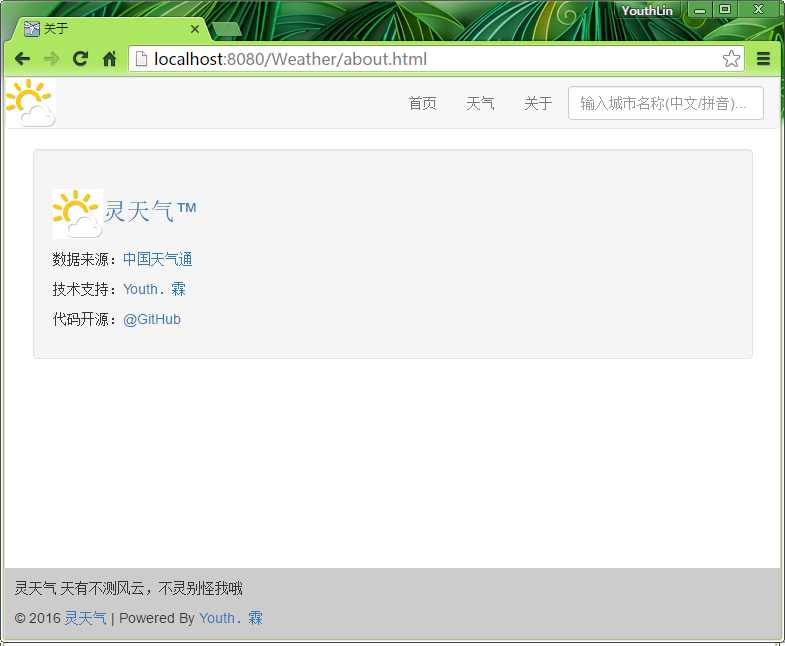 YouthLin
关于
localhost:8080/Weather/about.html
首页 天气 关于 输入城市名称(中文/拼音)...
灵天气™
数据来源：中国天气通
技术支持：Youth．霖
代码开源：@GitHub
灵天气 天有不测风云，不灵别怪我哦
© 2016 灵天气 | Powered By Youth．霖